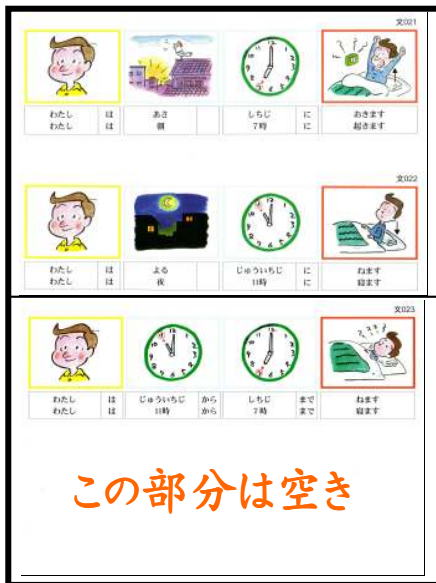 文021
わたし は あさ しちじ に おきます
わたし は 朝 7時 に 起きます
文022
わたし は よる じゅういちじ に ねます
わたし は 夜 11時 に 寝ます
文023
わたし は じゅういちじ から しちじ まで ねます
わたし は 11時 から 7時 まで 寝ます
この部分は空き